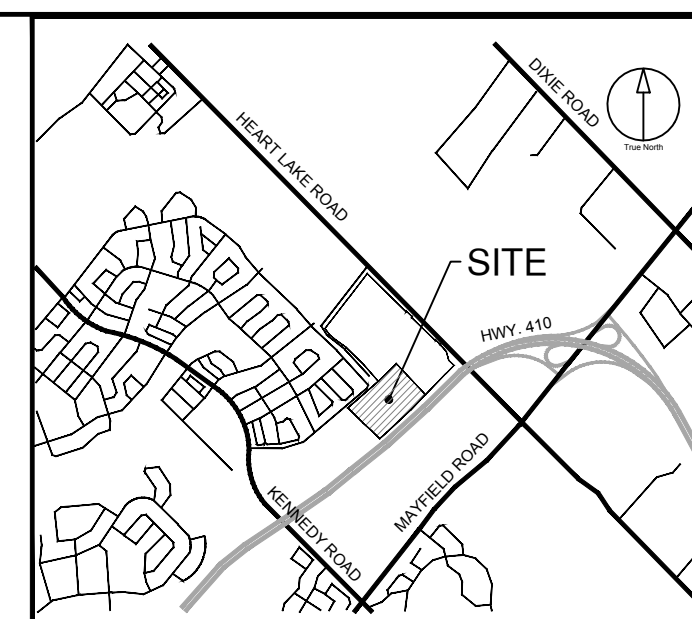 DIXIE ROAD
True North
HEART LAKE ROAD
SITE
HWY. 410
MAYFIELD ROAD
KENNEDY ROAD